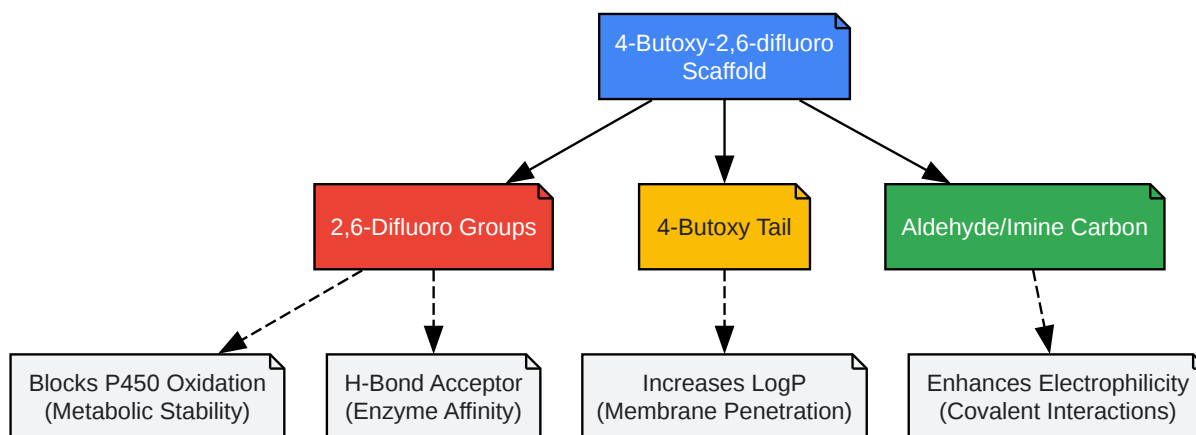 4-Butoxy-2,6-difluoro
Scaffold
2,6-Difluoro Groups
4-Butoxy Tail
Aldehyde/Imine Carbon
Blocks P450 Oxidation
(Metabolic Stability)
H-Bond Acceptor
(Enzyme Affinity)
Increases LogP
(Membrane Penetration)
Enhances Electrophilicity
(Covalent Interactions)